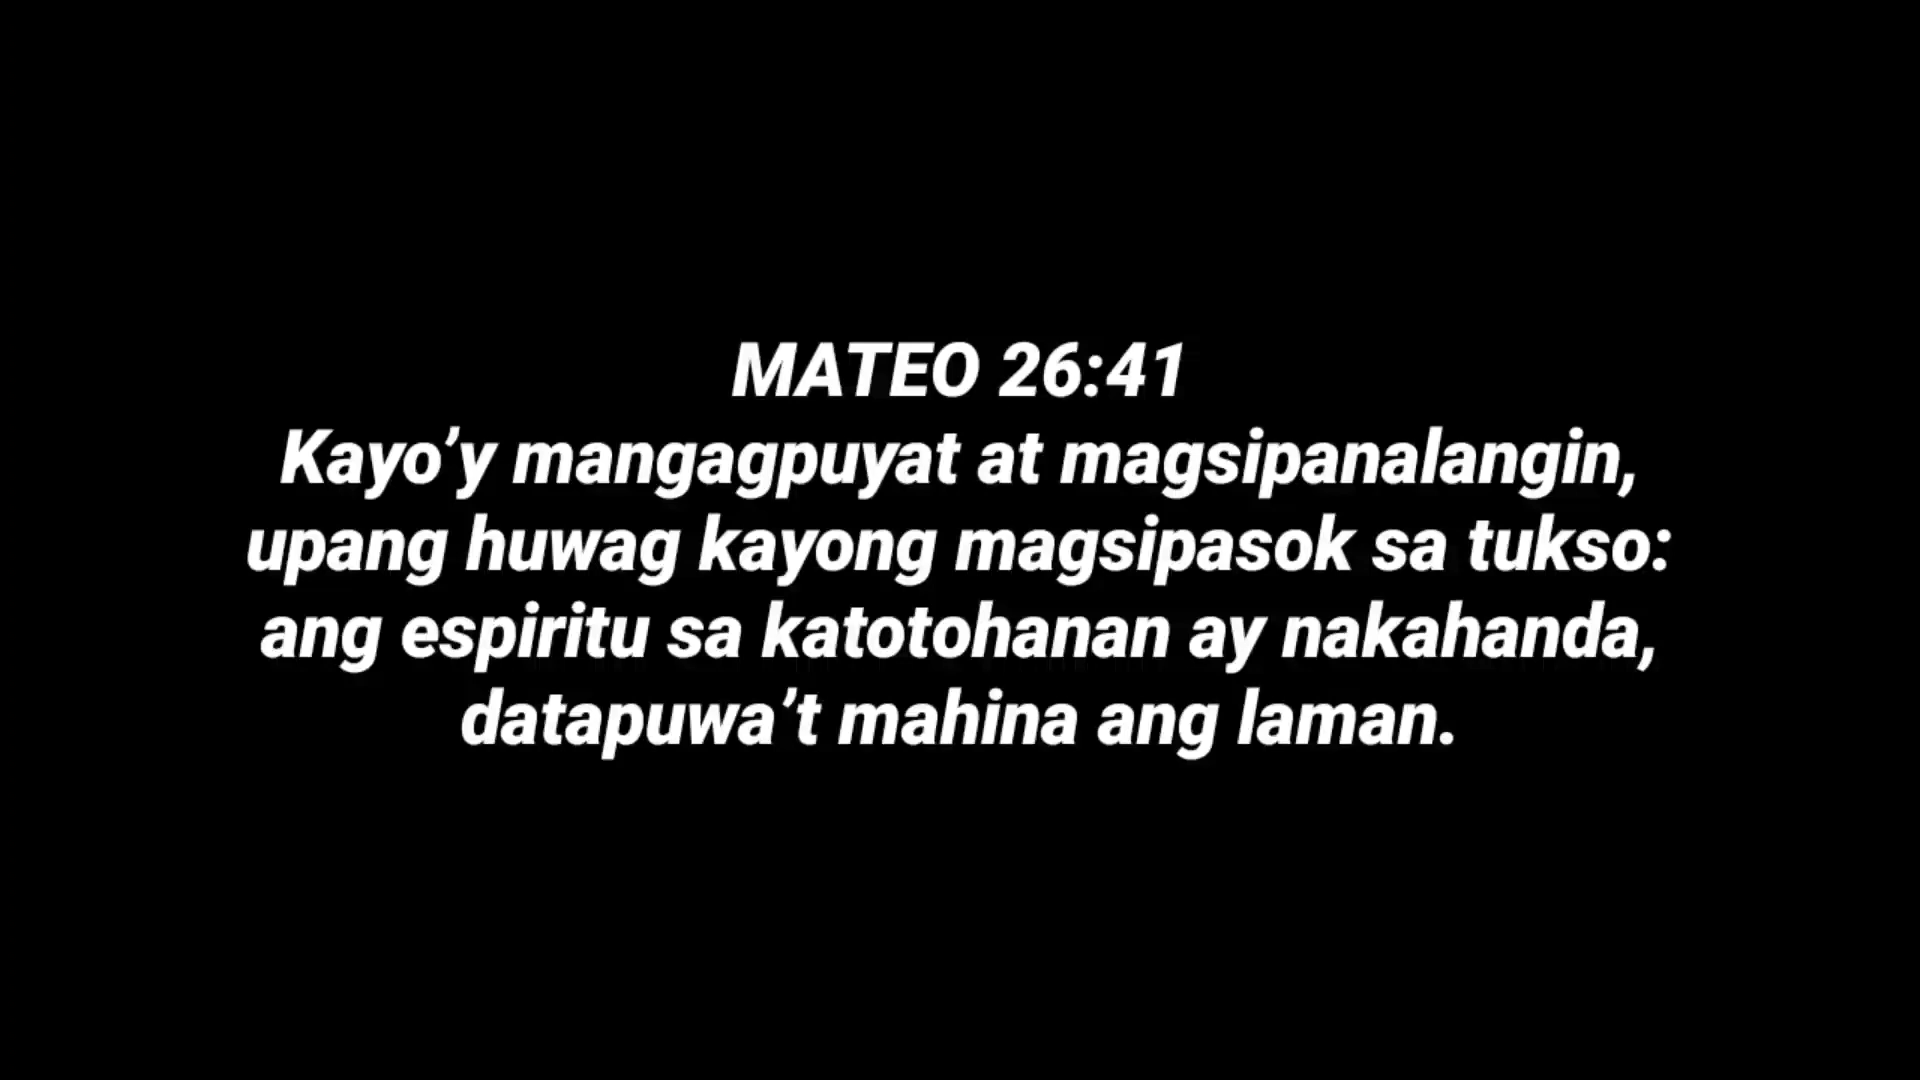 MATEO 26:41
Kayo’y mangagpuyat at magsipanalangin,
upang huwag kayong magsipasok sa tukso:
ang espiritu sa katotohanan ay nakahanda,
datapuwa’t mahina ang laman.